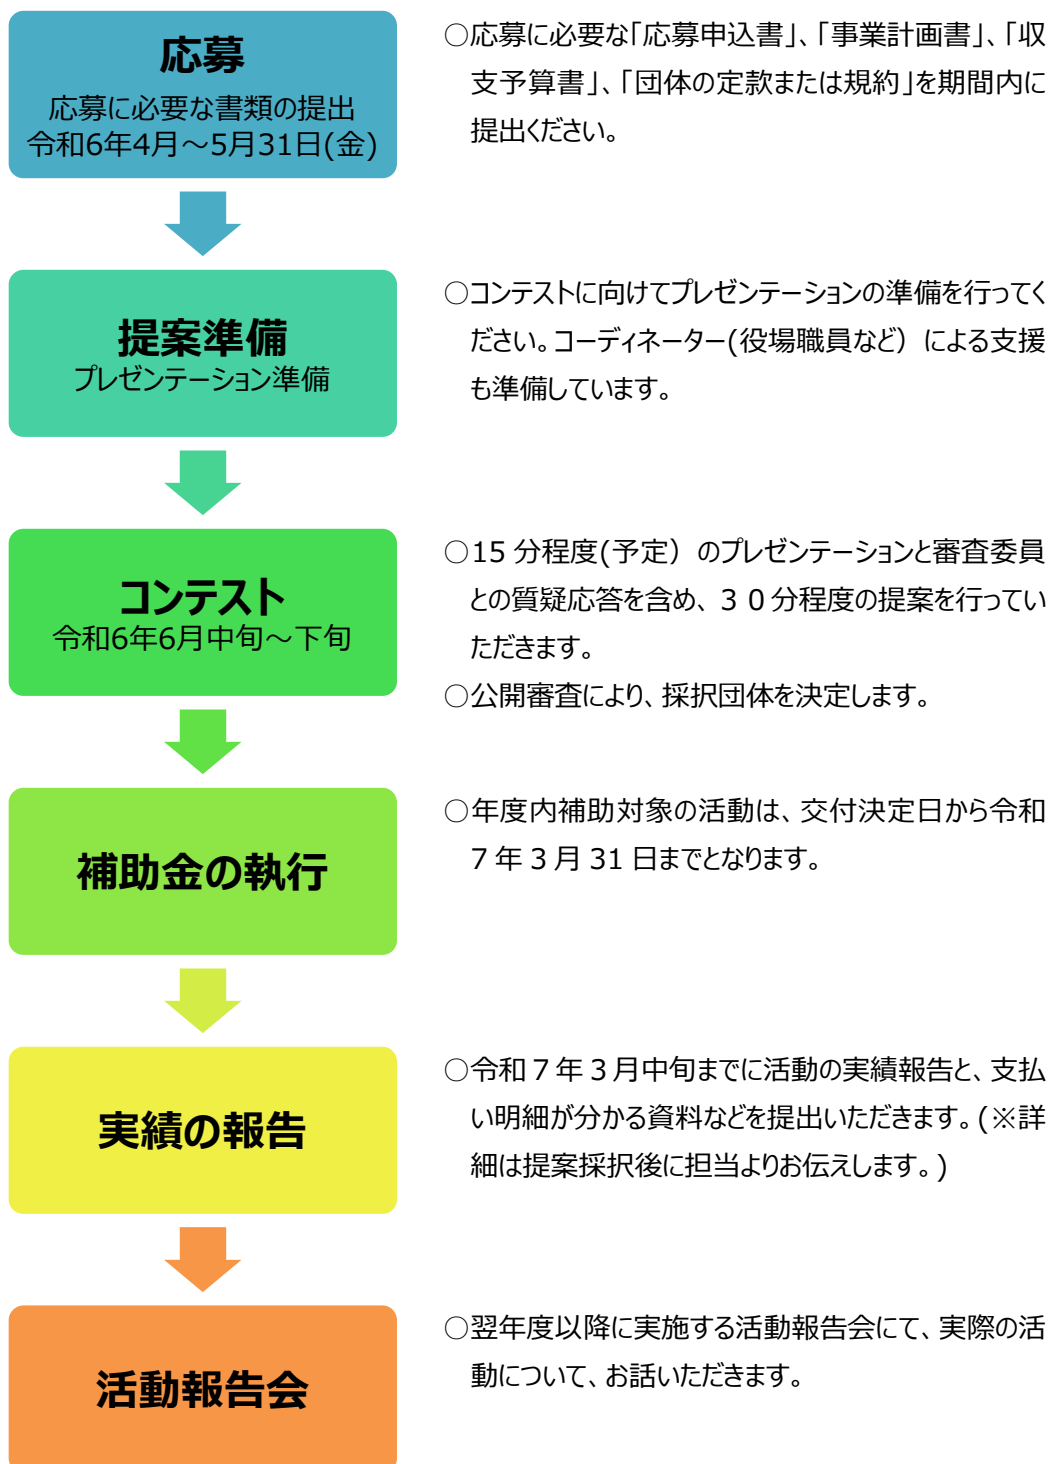 応募
応募に必要な書類の提出
令和6年4月～5月31日(金)
○応募に必要な「応募申込書」、「事業計画書」、「収
支予算書」、「団体の定款または規約」を期間内に
提出ください。
提案準備
プレゼンテーション準備
○コンテストに向けてプレゼンテーションの準備を行ってく
ださい。コーディネーター(役場職員など）による支援
も準備しています。
コンテスト
令和6年6月中旬～下旬
○15 分程度(予定）のプレゼンテーションと審査委員
との質疑応答を含め、３０分程度の提案を行ってい
ただきます。
○公開審査により、採択団体を決定します。
補助金の執行
○年度内補助対象の活動は、交付決定日から令和
７年３月 31 日までとなります。
実績の報告
○令和７年３月中旬までに活動の実績報告と、支払
い明細が分かる資料などを提出いただきます。(※詳
細は提案採択後に担当よりお伝えします。)
活動報告会
○翌年度以降に実施する活動報告会にて、実際の活
動について、お話いただきます。